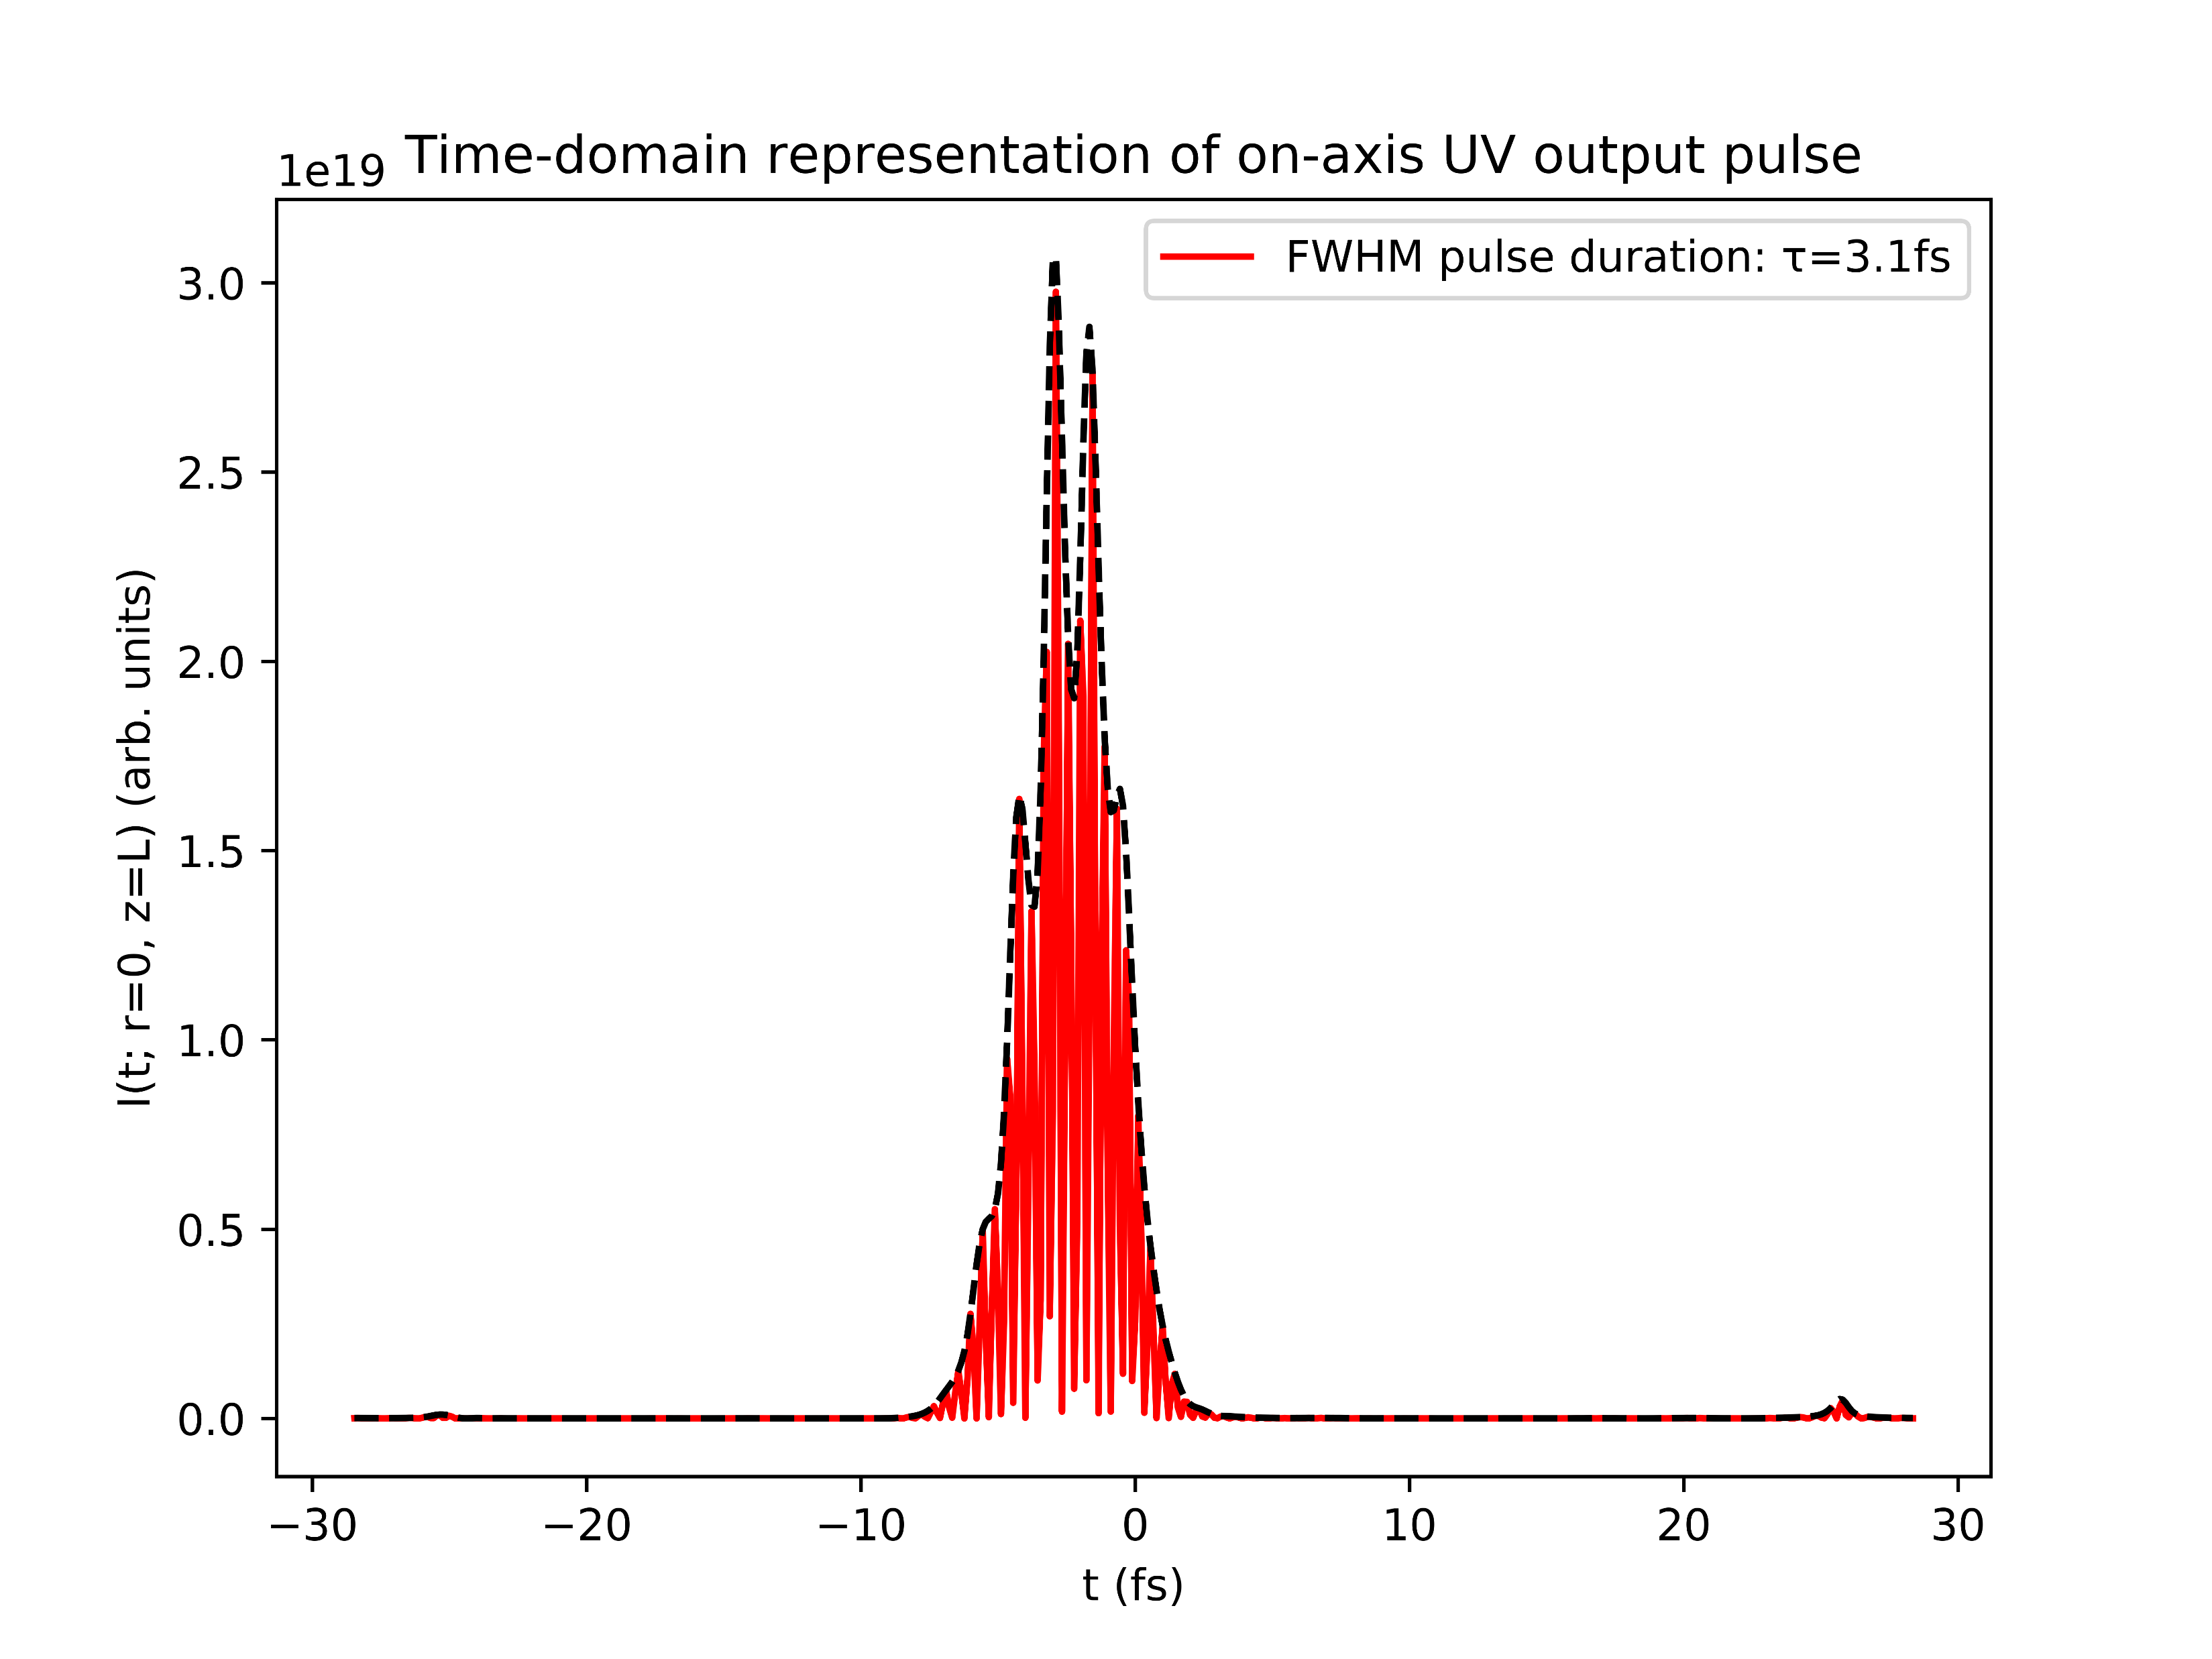 Time-domain representation of on-axis UV output pulse
1e19
FWHM pulse duration: τ=3.1fs
I(t; r=0, z=L) (arb. units)
3.0
2.5
2.0
1.5
1.0
0.5
0.0
−30 −20 −10 0 10 20 30
t (fs)